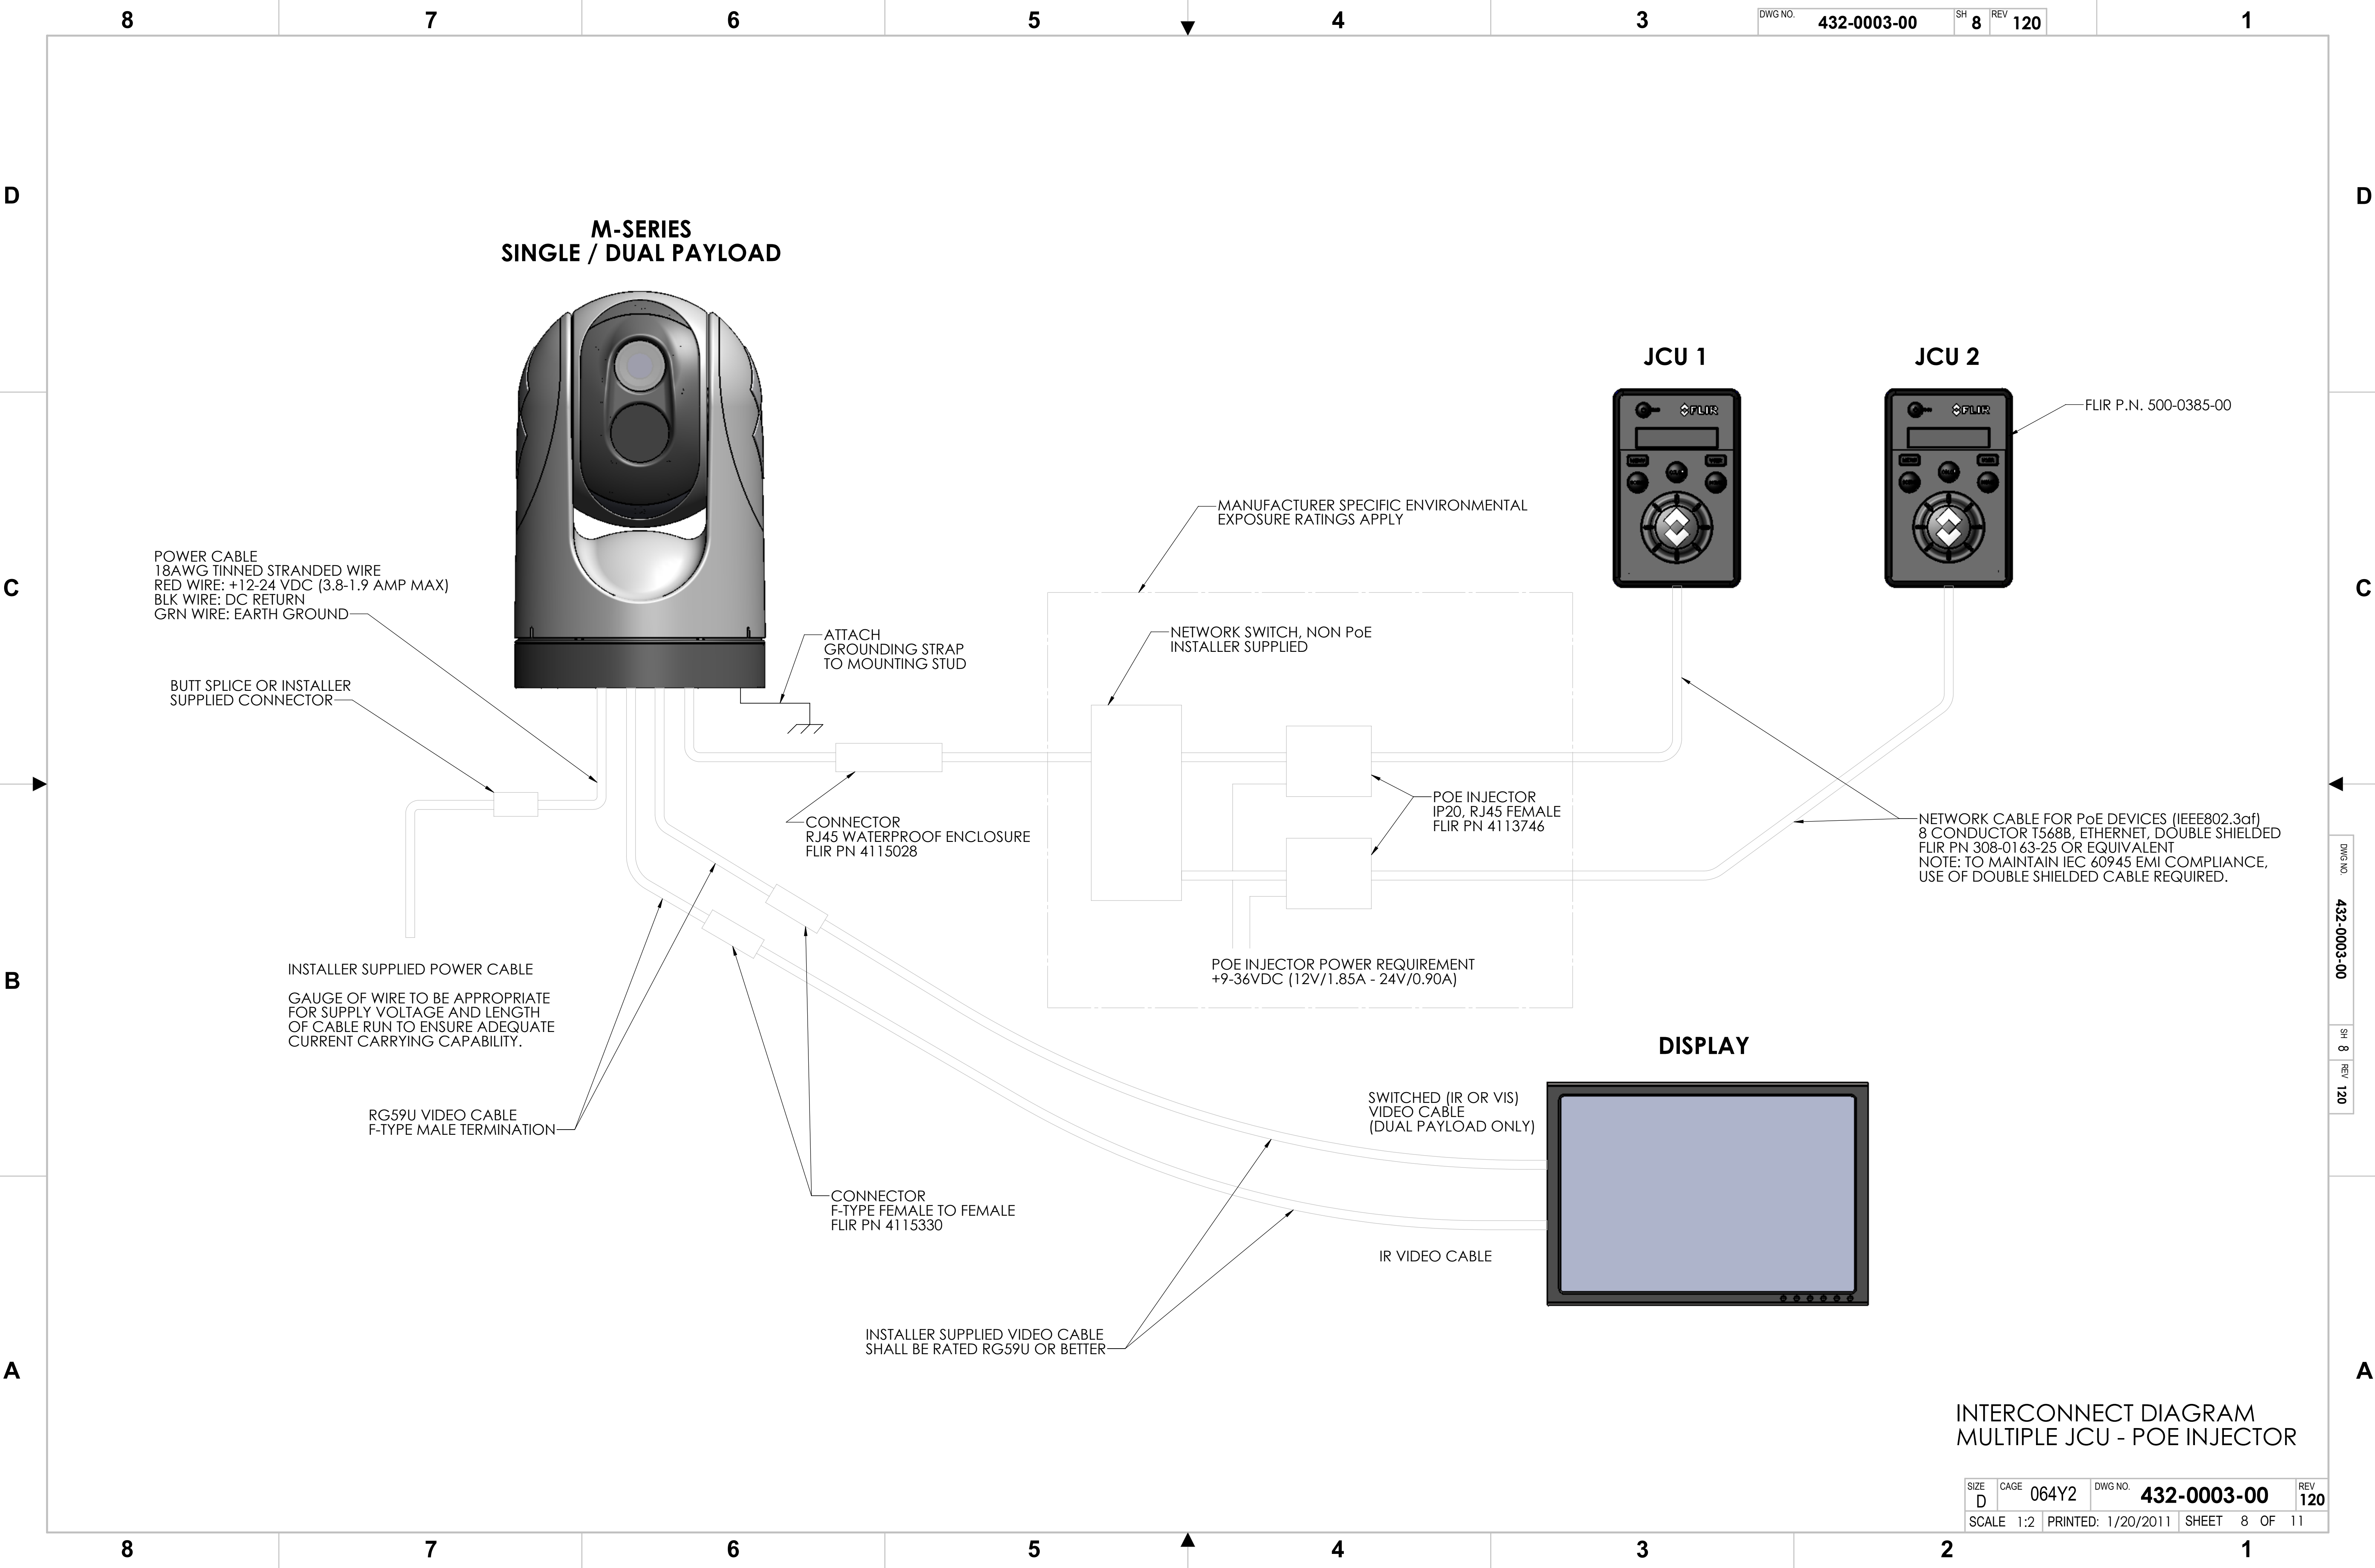 8 7 6 5 4 3 1
DWG NO. 432-0003-00 SH 8 REV 120
D D
M-SERIES
SINGLE / DUAL PAYLOAD
JCU 1
JCU 2
FLIR
FLIR
FLIR P.N. 500-0385-00
MANUFACTURER SPECIFIC ENVIRONMENTAL
EXPOSURE RATINGS APPLY
POWER CABLE
18AWG TINNED STRANDED WIRE
RED WIRE: +12-24 VDC (3.8-1.9 AMP MAX)
BLK WIRE: DC RETURN
GRN WIRE: EARTH GROUND
C C
ATTACH
GROUNDING STRAP
TO MOUNTING STUD
NETWORK SWITCH, NON PoE
INSTALLER SUPPLIED
BUTT SPLICE OR INSTALLER
SUPPLIED CONNECTOR
CONNECTOR
RJ45 WATERPROOF ENCLOSURE
FLIR PN 4115028
POE INJECTOR
IP20, RJ45 FEMALE
FLIR PN 4113746
NETWORK CABLE FOR PoE DEVICES (IEEE802.3af)
8 CONDUCTOR T568B, ETHERNET, DOUBLE SHIELDED
FLIR PN 308-0163-25 OR EQUIVALENT
NOTE: TO MAINTAIN IEC 60945 EMI COMPLIANCE,
USE OF DOUBLE SHIELDED CABLE REQUIRED.
DWG NO. 432-0003-00 SH 8 REV 120
POE INJECTOR POWER REQUIREMENT
+9-36VDC (12V/1.85A - 24V/0.90A)
B B
INSTALLER SUPPLIED POWER CABLE
GAUGE OF WIRE TO BE APPROPRIATE
FOR SUPPLY VOLTAGE AND LENGTH
OF CABLE RUN TO ENSURE ADEQUATE
CURRENT CARRYING CAPABILITY.
DISPLAY
RG59U VIDEO CABLE
F-TYPE MALE TERMINATION
SWITCHED (IR OR VIS)
VIDEO CABLE
(DUAL PAYLOAD ONLY)
CONNECTOR
F-TYPE FEMALE TO FEMALE
FLIR PN 4115330
IR VIDEO CABLE
INSTALLER SUPPLIED VIDEO CABLE
SHALL BE RATED RG59U OR BETTER
A A
INTERCONNECT DIAGRAM
MULTIPLE JCU - POE INJECTOR
SIZE D CAGE 064Y2 DWG NO. 432-0003-00 REV 120
SCALE 1:2 PRINTED: 1/20/2011 SHEET 8 OF 11
8 7 6 5 4 3 2 1